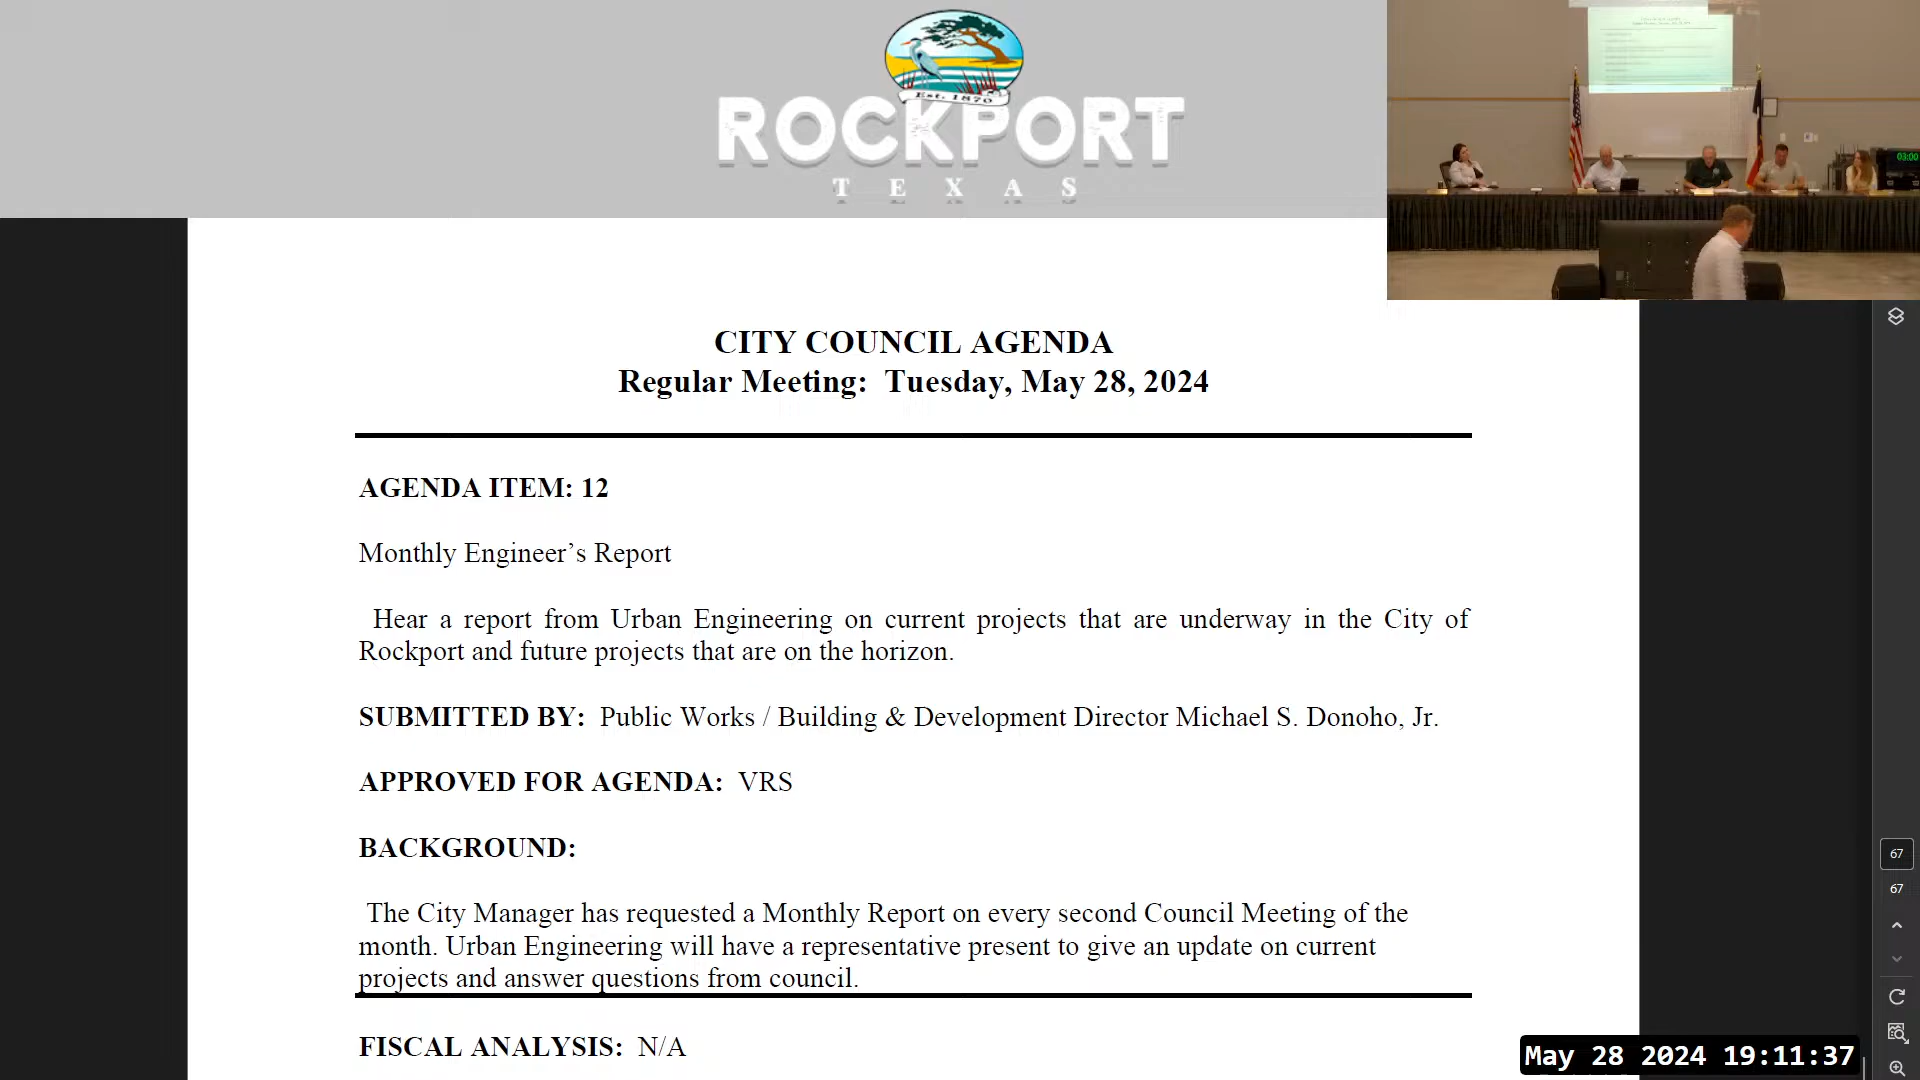 Est. 1870
ROCKPORT
TEXAS
03:00
CITY COUNCIL AGENDA
Regular Meeting: Tuesday, May 28, 2024
AGENDA ITEM: 12
Monthly Engineer’s Report
Hear a report from Urban Engineering on current projects that are underway in the City of
Rockport and future projects that are on the horizon.
SUBMITTED BY: Public Works / Building & Development Director Michael S. Donoho, Jr.
APPROVED FOR AGENDA: VRS
BACKGROUND:
The City Manager has requested a Monthly Report on every second Council Meeting of the
month. Urban Engineering will have a representative present to give an update on current
projects and answer questions from council.
FISCAL ANALYSIS: N/A
67
67
May 28 2024 19:11:37